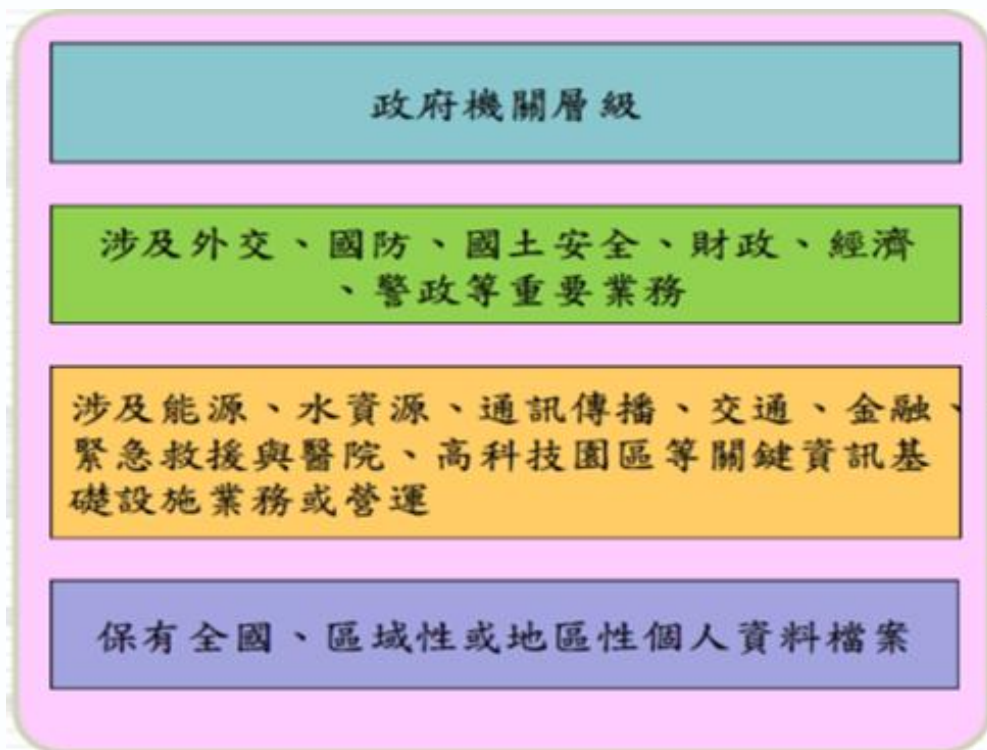 政府機關層級
涉及外交、國防、國土安全、財政、經濟
、警政等重要業務
涉及能源、水資源、通訊傳播、交通、金融、
緊急救援與醫院、高科技園區等關鍵資訊基
礎設施業務或營運
保有全國、區域性或地區性個人資料檔案